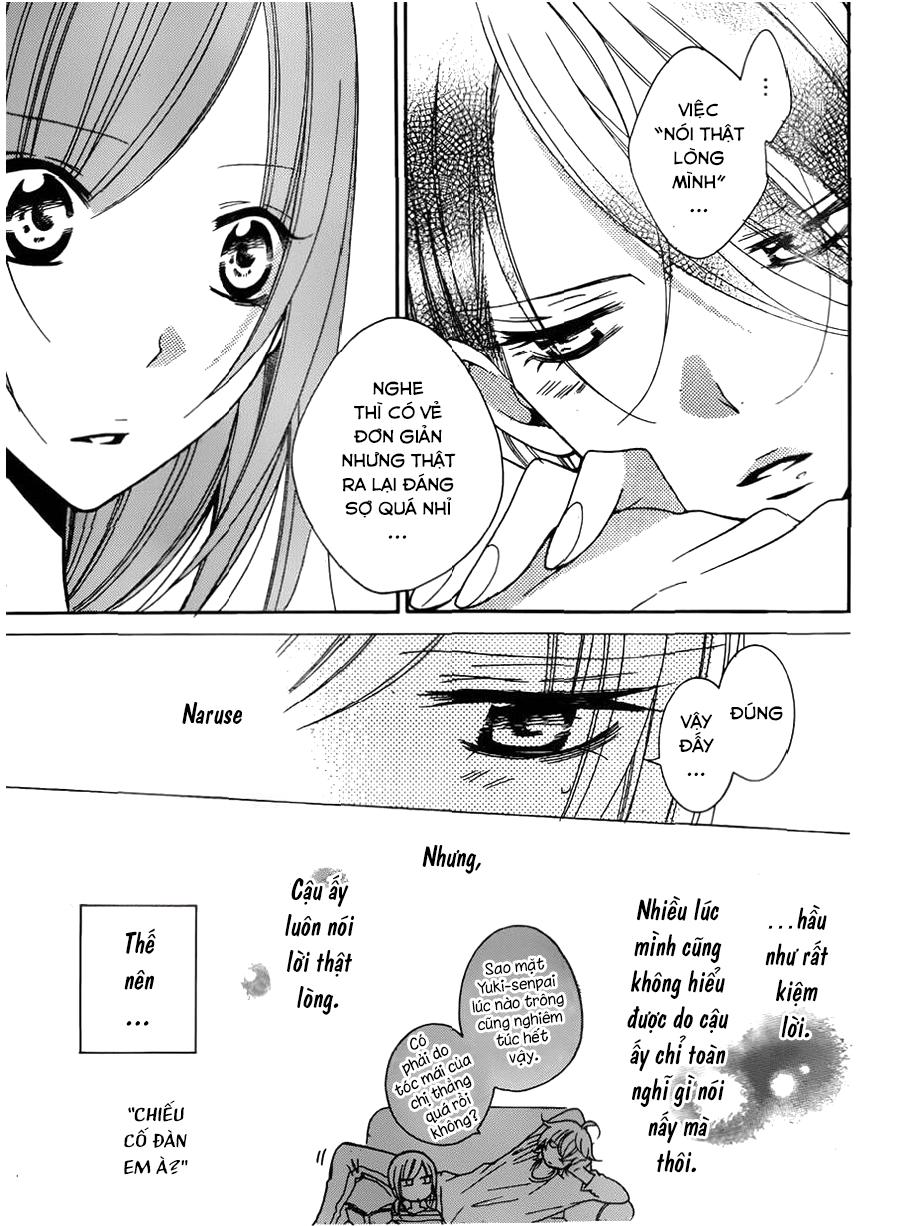 ...
VIỆC
"NÓI THẬT
LÒNG
MÌNH"
...
NGHE
THÌ CÓ VẺ
ĐƠN GIẢN
NHƯNG THẬT
RA LẠI ĐÁNG
SỢ QUÁ NHỈ
...
ĐÚNG
VẬY
ĐẤY
...
Naruse
...hầu
như rất
kiệm
lời.
Nhiều lúc
mình cũng
không hiểu
được do cậu
ấy chỉ toàn
nghĩ gì nói
nấy mà
thôi.
Nhưng,
Sao mặt
Yuki-senpai
lúc nào trông
cũng nghiêm
túc hết
vậy.
Có
phải do
tóc mái của
chị thẳng
quá rồi
không?
Cậu ấy
luôn nói
lời thật
lòng.
Thế
nên
...
"CHIẾU
CỐ ĐÀN
EM À?"